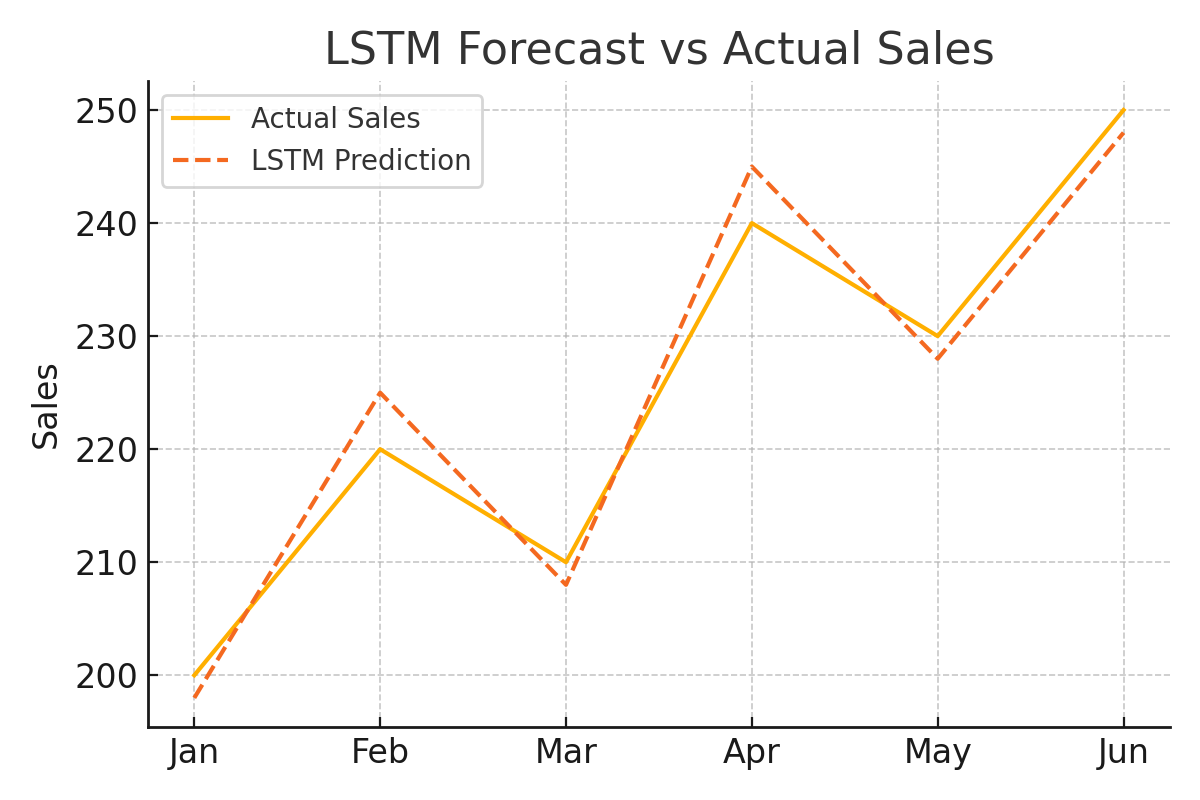 LSTM Forecast vs Actual Sales
Actual Sales
LSTM Prediction
Sales
250
240
230
220
210
200
Jan Feb Mar Apr May Jun